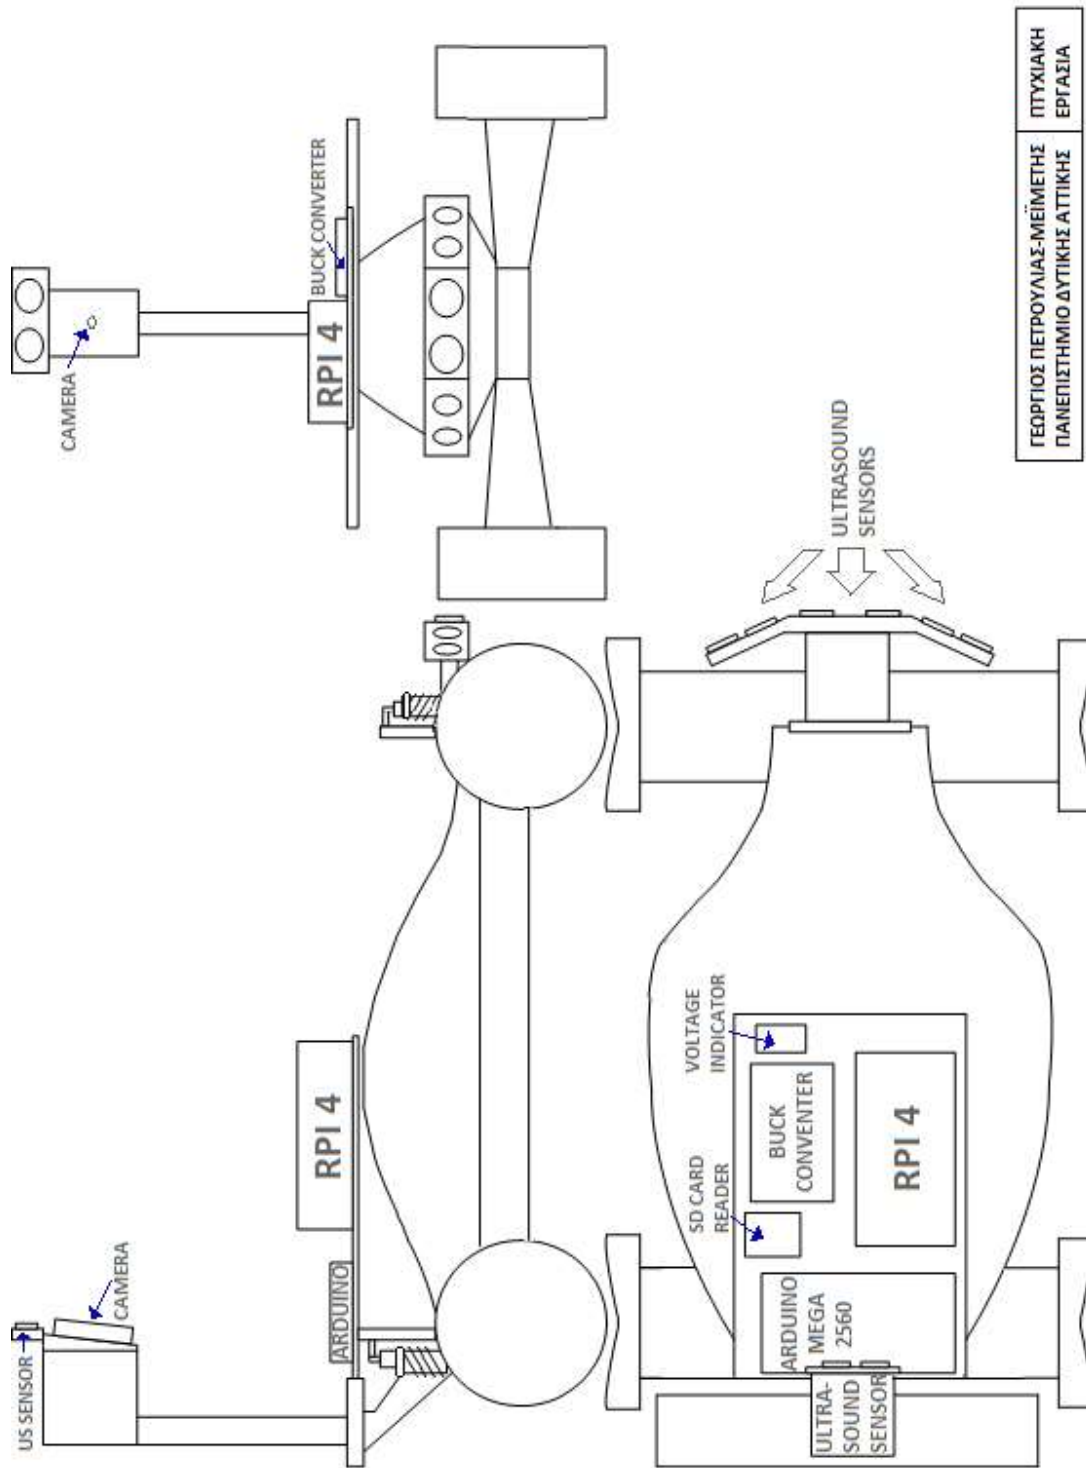 US SENSOR
CAMERA
ARDUINO
RPI 4
CAMERA
RPI 4
BUCK CONVERTER
SD CARD
READER
VOLTAGE
INDICATOR
BUCK
CONVENTER
ARDUINO
MEGA
2560
ULTRA-
SOUND
SENSOR
RPI 4
ULTRASOUND
SENSORS
ΓΕΩΡΓΙΟΣ ΠΕΤΡΟΥΛΙΑΣ-ΜΕΪΜΕΤΗΣ
ΠΑΝΕΠΙΣΤΗΜΙΟ ΔΥΤΙΚΗΣ ΑΤΤΙΚΗΣ
ΠΤΥΧΙΑΚΗ
ΕΡΓΑΣΙΑ